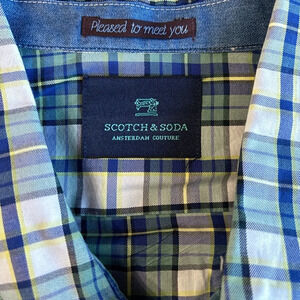 Pleased to meet you
SCOTCH & SODA
AMSTERDAM COUTURE